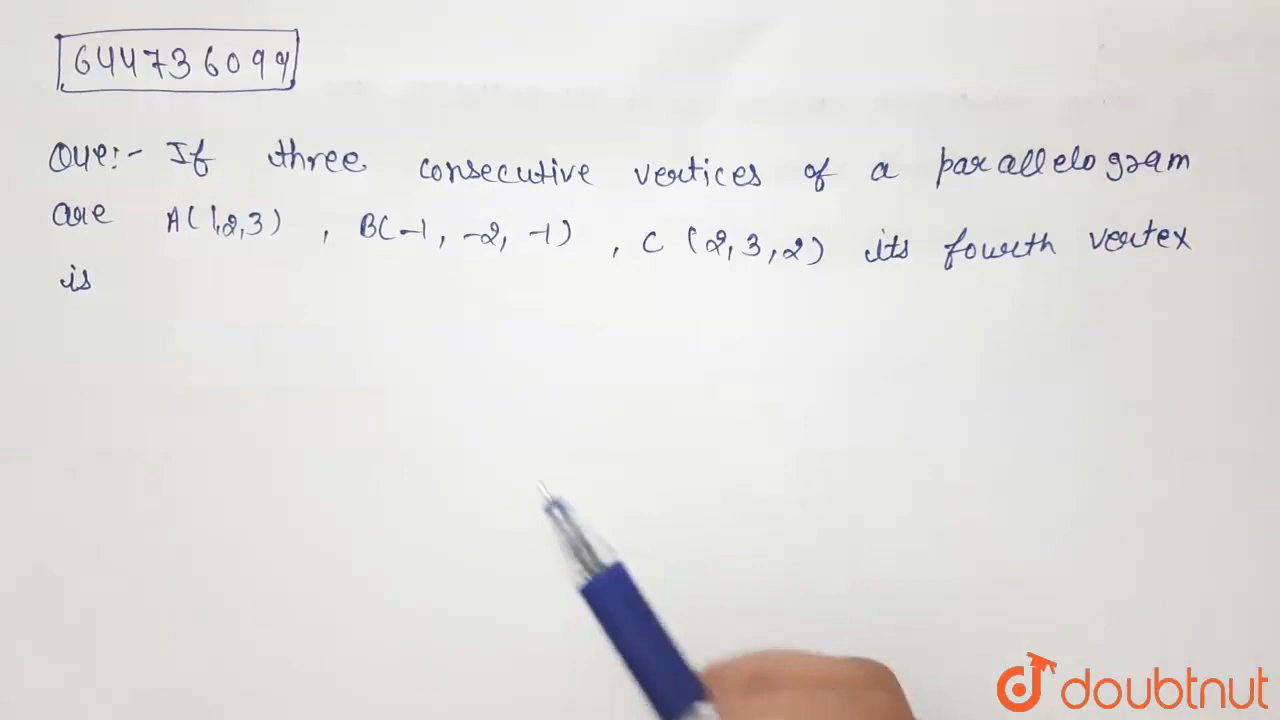 644736099
Que:- If three consecutive vertices of a parallelogram
are A(1,2,3) , B(-1, -2, -1) , C (2, 3, 2) its fourth vertex
is
doubtnut